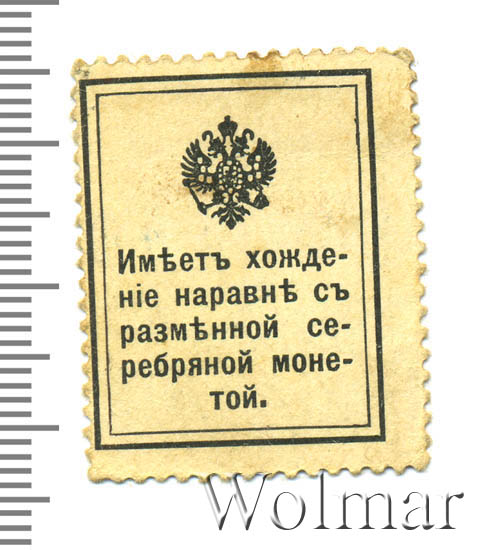 Имѣетъ хожде-
ніе наравнѣ съ
размѣнной се-
ребряной моне-
той.
Wolmar